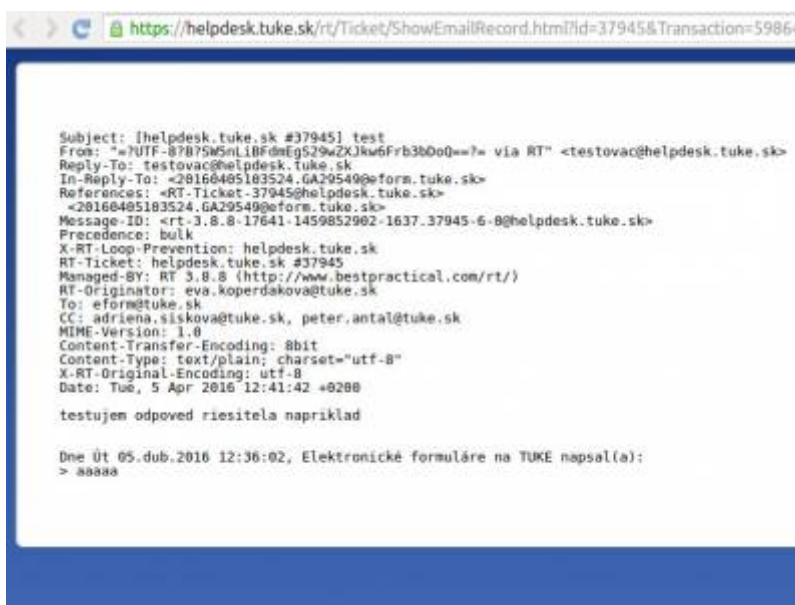 https://helpdesk.tuke.sk/rt/Ticket/ShowEmailRecord.html?id=37945&Transaction=5986
Subject: [helpdesk.tuke.sk #37945] test
From: "=?UTF-8?B?SW5nLiBFdmEgS29wZXJkw6Frb3bDoQ==?= via RT" <testovac@helpdesk.tuke.sk>
Reply-To: testovac@helpdesk.tuke.sk
In-Reply-To: <20160405103524.GA29549@eform.tuke.sk>
References: <RT-Ticket-37945@helpdesk.tuke.sk>
<20160405103524.GA29549@eform.tuke.sk>
Message-ID: <rt-3.8.8-17641-1459852902-1637.37945-6-0@helpdesk.tuke.sk>
Precedence: bulk
X-RT-Loop-Prevention: helpdesk.tuke.sk
RT-Ticket: helpdesk.tuke.sk #37945
Managed-BY: RT 3.8.8 (http://www.bestpractical.com/rt/)
RT-Originator: eva.koperdakova@tuke.sk
To: eform@tuke.sk
CC: adriena.siskova@tuke.sk, peter.antal@tuke.sk
MIME-Version: 1.0
Content-Transfer-Encoding: 8bit
Content-Type: text/plain; charset="utf-8"
X-RT-Original-Encoding: utf-8
Date: Tue, 5 Apr 2016 12:41:42 +0200
testujem odpoved riesitela napriklad
Dne Út 05.dub.2016 12:36:02, Elektronické formuláre na TUKE napsal(a):
> aaaaa